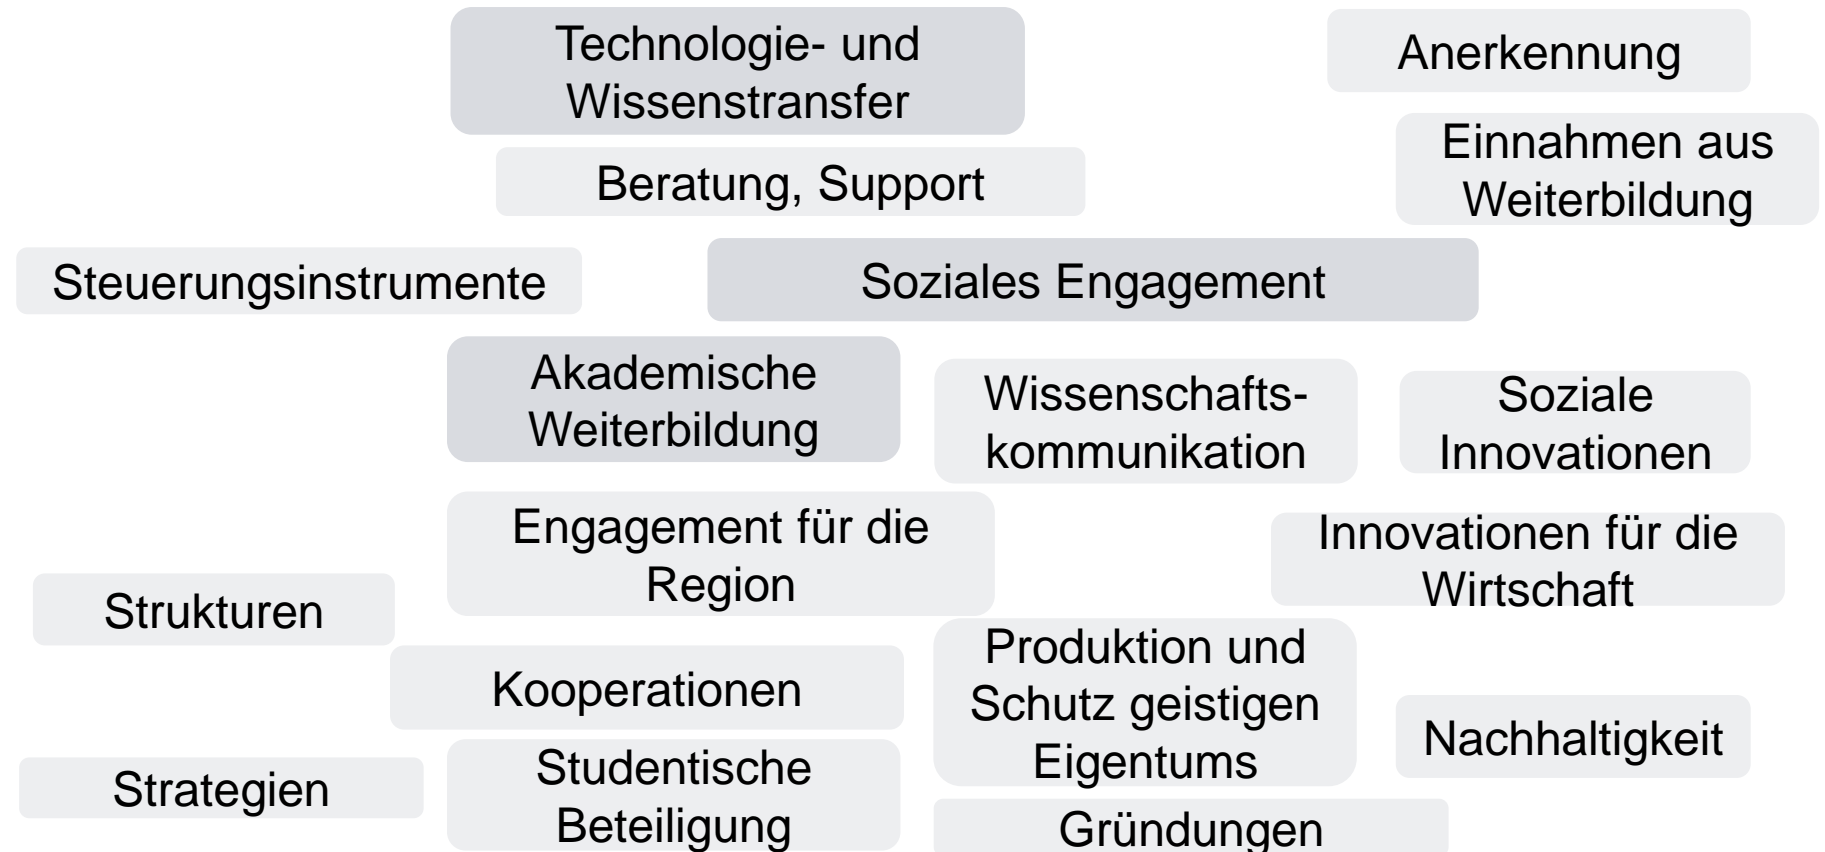 Technologie- und
Wissenstransfer
Anerkennung
Einnahmen aus
Weiterbildung
Beratung, Support
Steuerungsinstrumente
Soziales Engagement
Akademische
Weiterbildung
Wissenschafts-
kommunikation
Soziale
Innovationen
Engagement für die
Region
Innovationen für die
Wirtschaft
Strukturen
Kooperationen
Produktion und
Schutz geistigen
Eigentums
Nachhaltigkeit
Strategien
Studentische
Beteiligung
Gründungen